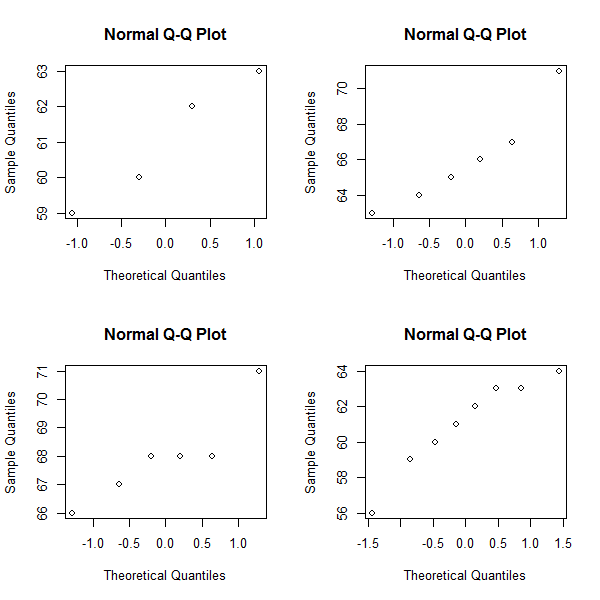 Normal Q-Q Plot
Sample Quantiles
63
62
61
60
59
-1.0 -0.5 0.0 0.5 1.0
Theoretical Quantiles
Normal Q-Q Plot
Sample Quantiles
70
68
66
64
-1.0 -0.5 0.0 0.5 1.0
Theoretical Quantiles
Normal Q-Q Plot
Sample Quantiles
71
70
69
68
67
66
-1.0 -0.5 0.0 0.5 1.0
Theoretical Quantiles
Normal Q-Q Plot
Sample Quantiles
64
62
60
58
56
-1.5 -0.5 0.0 0.5 1.0 1.5
Theoretical Quantiles